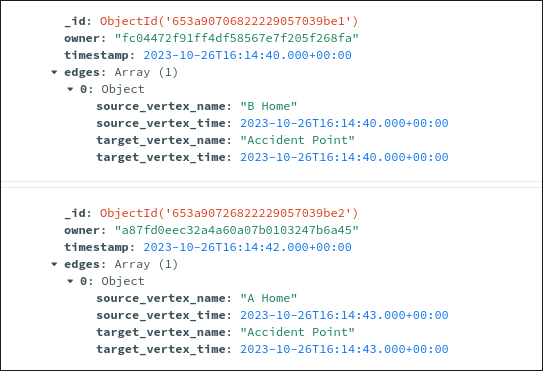 _id: ObjectId('653a90706822229057039be1')
owner: "fc04472f91ff4df58567e7f205f268fa"
timestamp: 2023-10-26T16:14:40.000+00:00
edges: Array (1)
0: Object
source_vertex_name: "B Home"
source_vertex_time: 2023-10-26T16:14:40.000+00:00
target_vertex_name: "Accident Point"
target_vertex_time: 2023-10-26T16:14:40.000+00:00
_id: ObjectId('653a90726822229057039be2')
owner: "a87fd0eec32a4a60a07b0103247b6a45"
timestamp: 2023-10-26T16:14:42.000+00:00
edges: Array (1)
0: Object
source_vertex_name: "A Home"
source_vertex_time: 2023-10-26T16:14:43.000+00:00
target_vertex_name: "Accident Point"
target_vertex_time: 2023-10-26T16:14:43.000+00:00